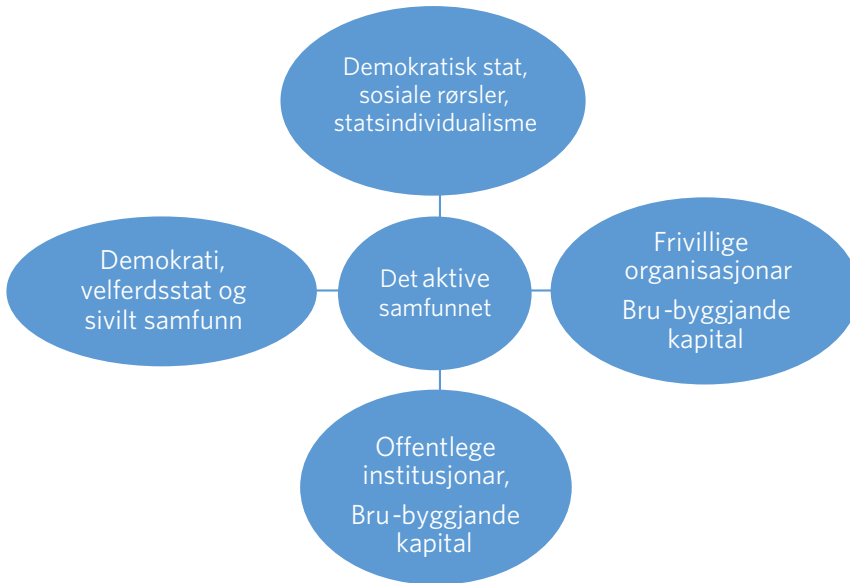 Demokratisk stat,
sosiale rørsler,
statsindividualisme
Demokrati,
velferdsstat og
sivilt samfunn
Det aktive
samfunnet
Frivillige
organisasjonar
Bru-byggjande
kapital
Offentlege
institusjonar,
Bru-byggjande
kapital